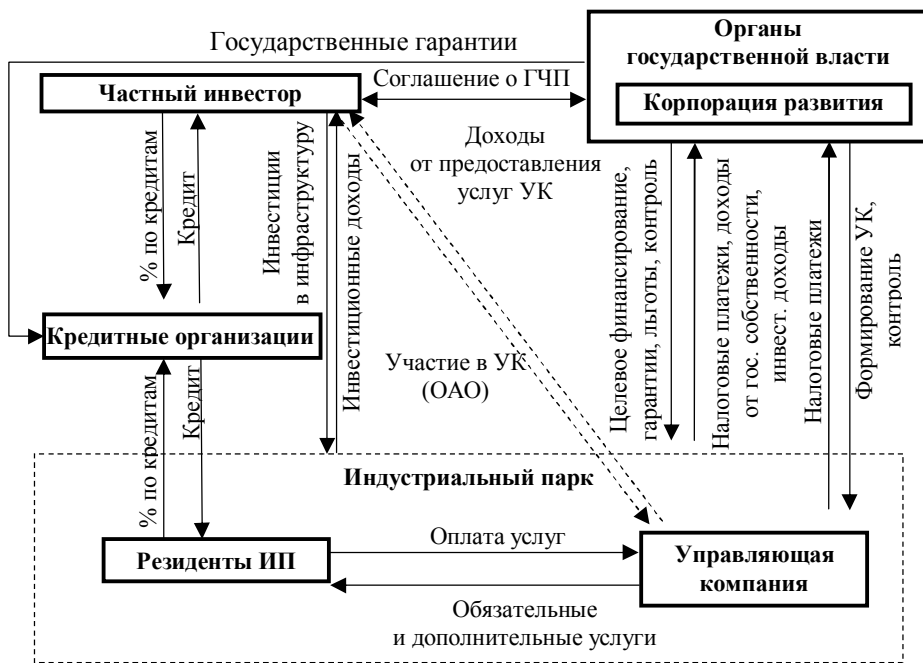 Государственные гарантии
Органы
государственной власти
Корпорация развития
Соглашение о ГЧП
Частный инвестор
Доходы
от предоставления
услуг УК
% по кредитам
Кредит
Инвестиции
в инфраструктуру
Инвестиционные доходы
Целевое финансирование,
гарантии, льготы, контроль
Налоговые платежи, доходы
от гос. собственности,
инвест. доходы
Налоговые платежи
Формирование УК,
контроль
Кредитные организации
Участие в УК
(ОАО)
% по кредитам
Кредит
Индустриальный парк
Резиденты ИП
Оплата услуг
Управляющая
компания
Обязательные
и дополнительные услуги